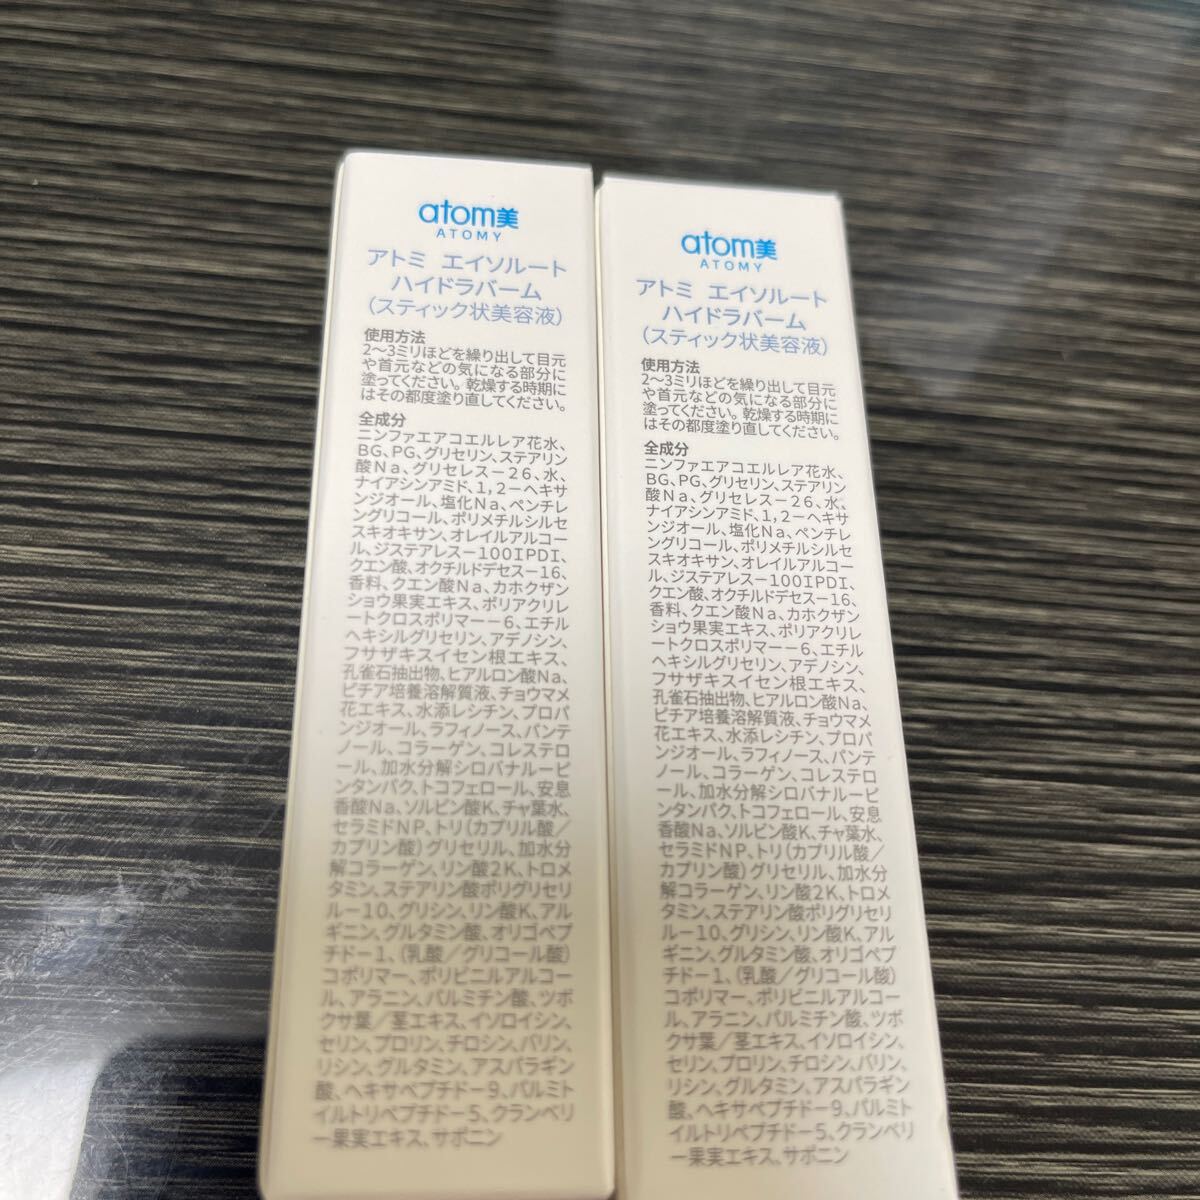 atom美
ATOMY
アトミ エイソルート
ハイドラバーム
（スティック状美容液）
使用方法
2〜3ミリほどを繰り出して目元
や首元などの気になる部分に
塗ってください。乾燥する時期に
はその都度塗り直してください。
全成分
ニンファエアコエルレア花水、
BG、PG、グリセリン、ステアリン
酸Na、グリセレス－26、水、
ナイアシンアミド、1，2－ヘキサ
ンジオール、塩化Na、ペンチレ
ングリコール、ポリメチルシルセ
スキオキサン、オレイルアルコー
ル、ジステアレス－100IPDI、
クエン酸、オクチルドデセス－16、
香料、クエン酸Na、カホクザン
ショウ果実エキス、ポリアクリレ
ートクロスポリマー－6、エチル
ヘキシルグリセリン、アデノシン、
フサザキスイセン根エキス、
孔雀石抽出物、ヒアルロン酸Na、
ピチア培養溶解質液、チョウマメ
花エキス、水添レシチン、プロパ
ンジオール、ラフィノース、パンテ
ノール、コラーゲン、コレステロ
ール、加水分解シロバナルーピ
ンタンパク、トコフェロール、安息
香酸Na、ソルビン酸K、チャ葉水、
セラミドNP、トリ（カプリル酸／
カプリン酸）グリセリル、加水分
解コラーゲン、リン酸2K、トロメ
タミン、ステアリン酸ポリグリセリ
ル－10、グリシン、リン酸K、アル
ギニン、グルタミン酸、オリゴペプ
チド－1、（乳酸／グリコール酸）
コポリマー、ポリビニルアルコー
ル、アラニン、パルミチン酸、ツボ
クサ葉／茎エキス、イソロイシン、
セリン、プロリン、チロシン、バリン、
リシン、グルタミン、アスパラギン
酸、ヘキサペプチド－9、パルミト
イルトリペプチド－5、クランベリ
ー果実エキス、サポニン
atom美
ATOMY
アトミ エイソルート
ハイドラバーム
（スティック状美容液）
使用方法
2〜3ミリほどを繰り出して目元
や首元などの気になる部分に
塗ってください。乾燥する時期に
はその都度塗り直してください。
全成分
ニンファエアコエルレア花水、
BG、PG、グリセリン、ステアリン
酸Na、グリセレス－26、水、
ナイアシンアミド、1，2－ヘキサ
ンジオール、塩化Na、ペンチレ
ングリコール、ポリメチルシルセ
スキオキサン、オレイルアルコー
ル、ジステアレス－100IPDI、
クエン酸、オクチルドデセス－16、
香料、クエン酸Na、カホクザン
ショウ果実エキス、ポリアクリレ
ートクロスポリマー－6、エチル
ヘキシルグリセリン、アデノシン、
フサザキスイセン根エキス、
孔雀石抽出物、ヒアルロン酸Na、
ピチア培養溶解質液、チョウマメ
花エキス、水添レシチン、プロパ
ンジオール、ラフィノース、パンテ
ノール、コラーゲン、コレステロ
ール、加水分解シロバナルーピ
ンタンパク、トコフェロール、安息
香酸Na、ソルビン酸K、チャ葉水、
セラミドNP、トリ（カプリル酸／
カプリン酸）グリセリル、加水分
解コラーゲン、リン酸2K、トロメ
タミン、ステアリン酸ポリグリセリ
ル－10、グリシン、リン酸K、アル
ギニン、グルタミン酸、オリゴペプ
チド－1、（乳酸／グリコール酸）
コポリマー、ポリビニルアルコー
ル、アラニン、パルミチン酸、ツボ
クサ葉／茎エキス、イソロイシン、
セリン、プロリン、チロシン、バリン、
リシン、グルタミン、アスパラギン
酸、ヘキサペプチド－9、パルミト
イルトリペプチド－5、クランベリ
ー果実エキス、サポニン